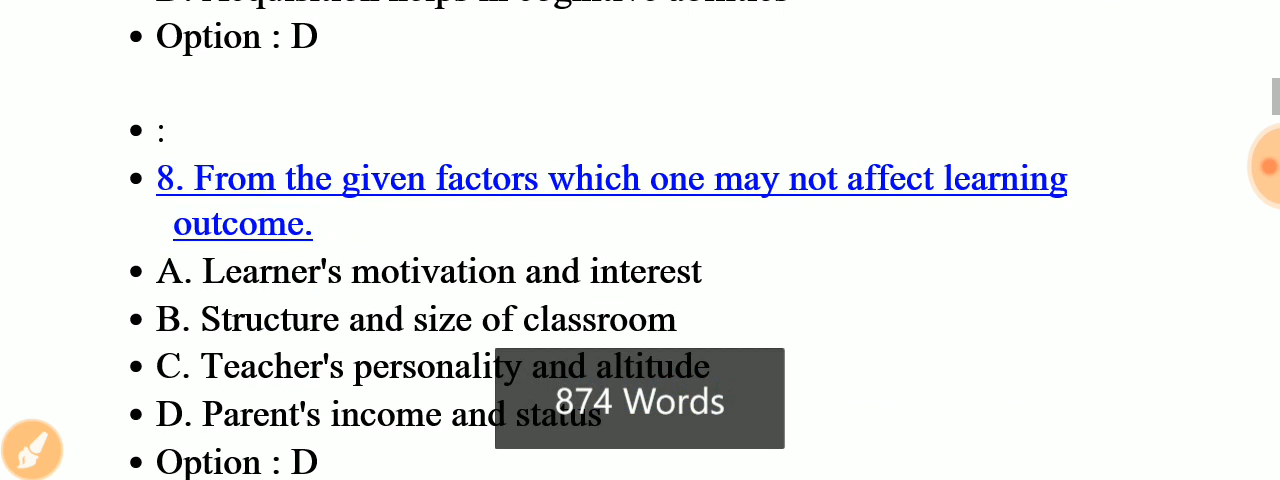 • Option : D
• :
• 8. From the given factors which one may not affect learning
outcome.
• A. Learner's motivation and interest
• B. Structure and size of classroom
• C. Teacher's personality and altitude
• D. Parent's income and status
874 Words
• Option : D